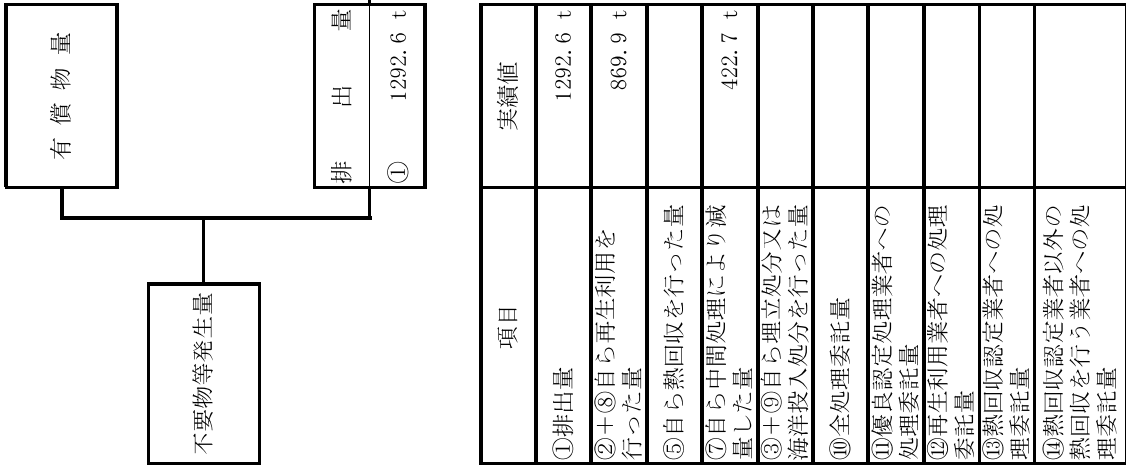 有 償 物 量
不要物等発生量
排 出 量
① 1292.6 t
項目 実績値
①排出量 1292.6 t
②+⑧自ら再生利用を
行った量 869.9 t
⑤自ら熱回収を行った量
⑦自ら中間処理により減
量した量 422.7 t
③+⑨自ら埋立処分又は
海洋投入処分を行った量
⑩全処理委託量
⑪優良認定処理業者への
処理委託量
⑫再生利用業者への処理
委託量
⑬熱回収認定業者への処
理委託量
⑭熱回収認定業者以外の
熱回収を行う業者への処
理委託量